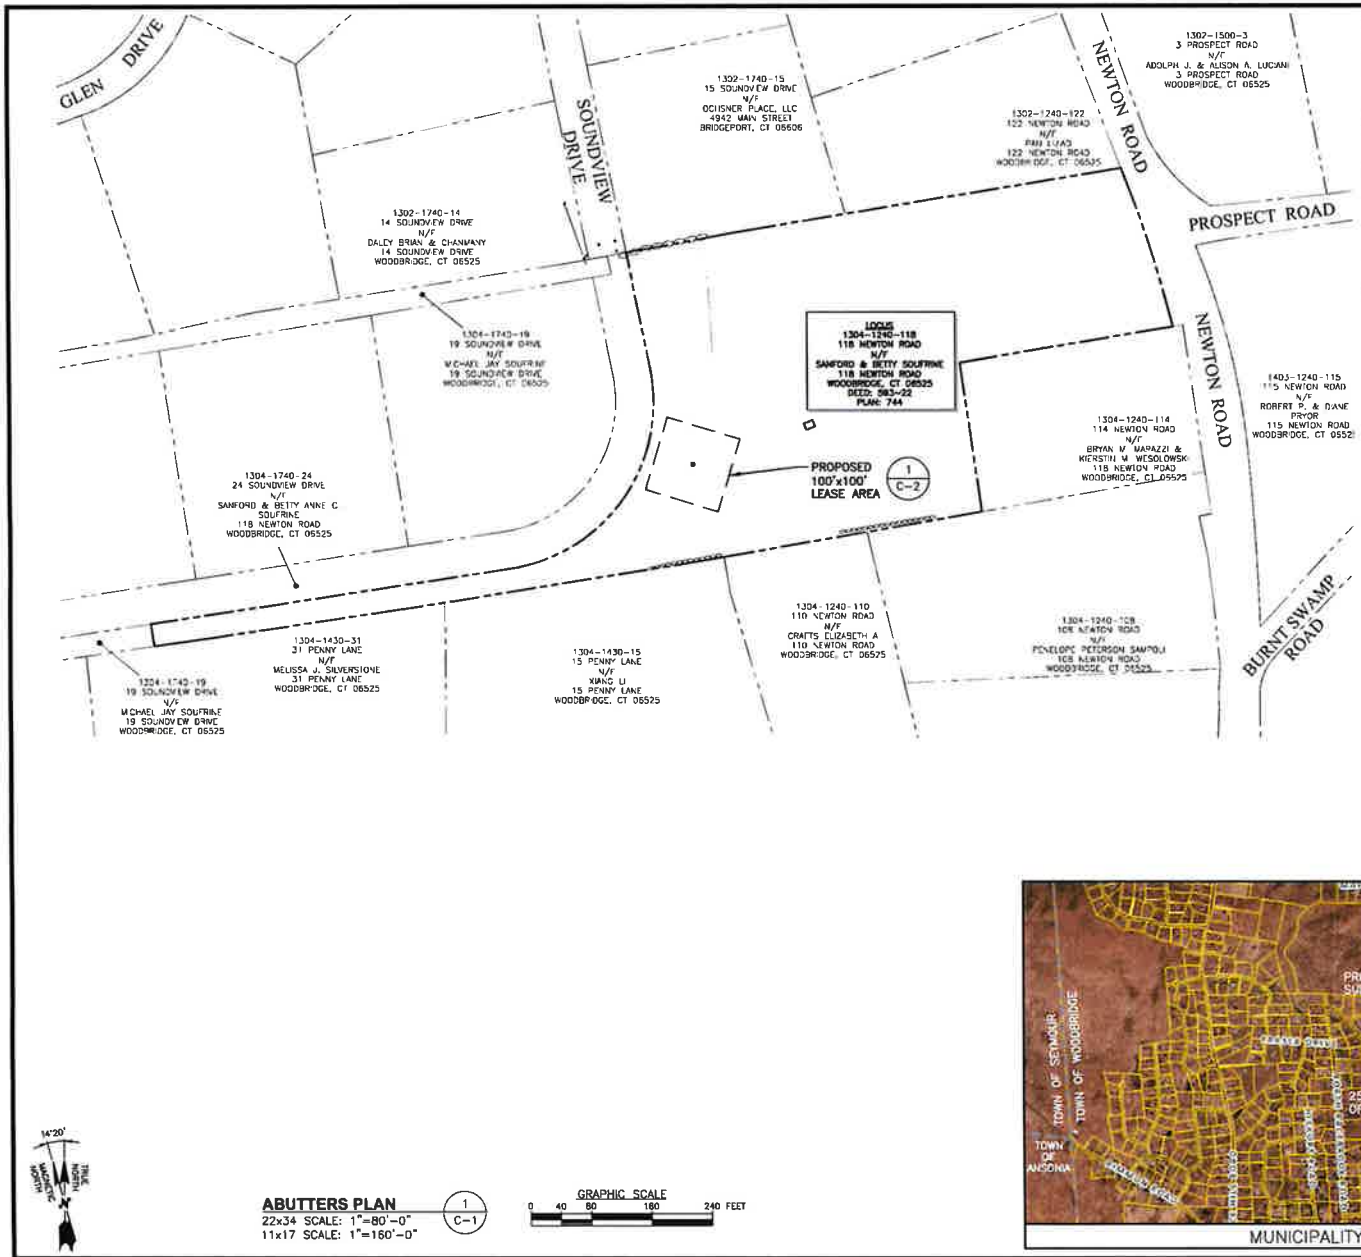 GLEN DRIVE
SOUNDVIEW
DRIVE
NEWTON ROAD
PROSPECT ROAD
NEWTON ROAD
BURNT SWAMP
ROAD
1302-1500-3
3 PROSPECT ROAD
N/F
ADOLPH J. & ALISON A. LUCIANI
3 PROSPECT ROAD
WOODBRIDGE, CT 06525
1302-1740-15
15 SOUNDVIEW DRIVE
N/F
OCHSNER PLACE, LLC
4942 MAIN STREET
BRIDGEPORT, CT 06606
1302-1240-122
122 NEWTON ROAD
N/F
122 NEWTON ROAD
WOODBRIDGE, CT 06525
1302-1740-14
14 SOUNDVIEW DRIVE
N/F
DALEY BRIAN & CHANMANY
14 SOUNDVIEW DRIVE
WOODBRIDGE, CT 06525
1304-1740-19
19 SOUNDVIEW DRIVE
N/F
MICHAEL JAY SOUFRINE
19 SOUNDVIEW DRIVE
WOODBRIDGE, CT 06525
LOCUS
1304-1240-118
118 NEWTON ROAD
N/F
SANFORD & BETTY SOUFRINE
118 NEWTON ROAD
WOODBRIDGE, CT 06525
DEED: 583-22
PLAN: 744
1403-1240-115
115 NEWTON ROAD
N/F
ROBERT P. & DIANE
PRYOR
115 NEWTON ROAD
WOODBRIDGE, CT 0652
1304-1240-114
114 NEWTON ROAD
N/F
BRYAN M. MARAZZI &
KIERSTIN M. WESOLOWSKI
118 NEWTON ROAD
WOODBRIDGE, CT 06525
PROPOSED
100'x100'
LEASE AREA
1
C-2
1304-1740-24
24 SOUNDVIEW DRIVE
N/F
SANFORD & BETTY ANNE C
SOUFRINE
118 NEWTON ROAD
WOODBRIDGE, CT 06525
1304-1740-19
19 SOUNDVIEW DRIVE
N/F
MICHAEL JAY SOUFRINE
19 SOUNDVIEW DRIVE
WOODBRIDGE, CT 06525
1304-1430-31
31 PENNY LANE
N/F
MELISSA J. SILVERSTONE
31 PENNY LANE
WOODBRIDGE, CT 06525
1304-1430-15
15 PENNY LANE
N/F
XIANG LI
15 PENNY LANE
WOODBRIDGE, CT 06525
1304-1240-110
110 NEWTON ROAD
N/F
CRAFTS ELIZABETH A
110 NEWTON ROAD
WOODBRIDGE, CT 06525
1304-1240-108
108 NEWTON ROAD
N/F
PENELOPE PETERSON SAMPOLI
108 NEWTON ROAD
WOODBRIDGE, CT 06525
TOWN OF SEYMOUR
TOWN OF WOODBRIDGE
TOWN
OF
ANSONIA
FRASER DRIVE
MUNICIPALITY
14°20'
TRUE
NORTH
MAGNETIC
NORTH
N
ABUTTERS PLAN
1
C-1
22x34 SCALE: 1"=80'-0"
11x17 SCALE: 1"=160'-0"
GRAPHIC SCALE
0 40 80 160 240 FEET